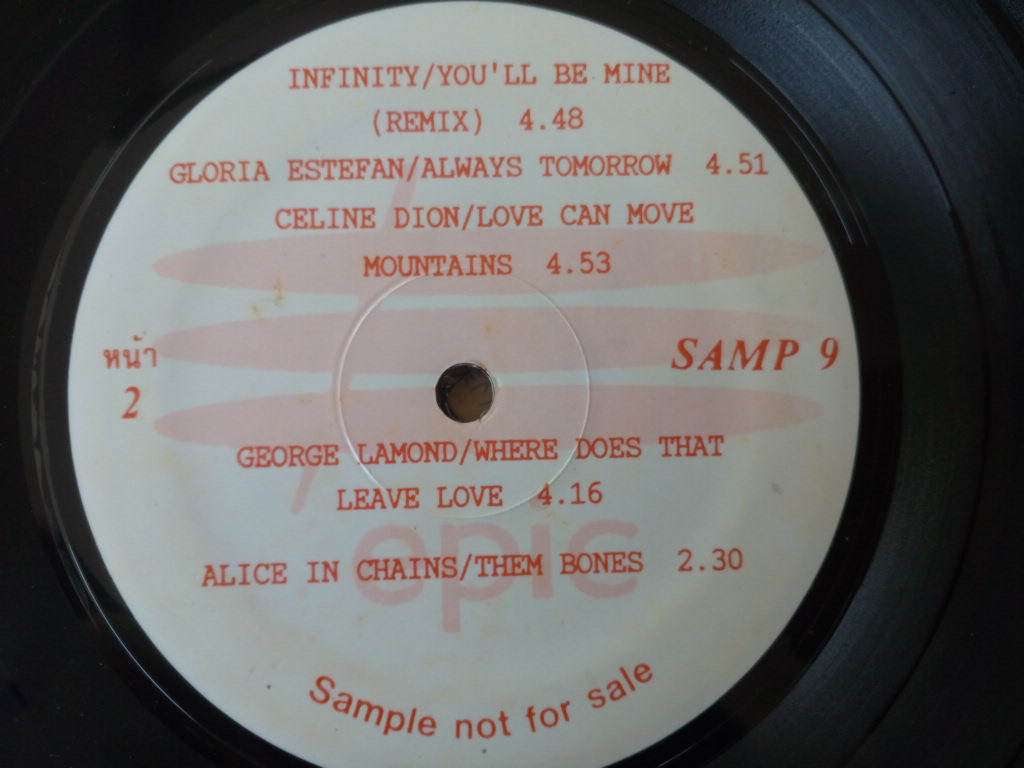 INFINITY/YOU'LL BE MINE
(REMIX) 4.48
GLORIA ESTEFAN/ALWAYS TOMORROW 4.51
CELINE DION/LOVE CAN MOVE
MOUNTAINS 4.53
หน้า
2
SAMP 9
GEORGE LAMOND/WHERE DOES THAT
LEAVE LOVE 4.16
epic
ALICE IN CHAINS/THEM BONES 2.30
Sample not for sale